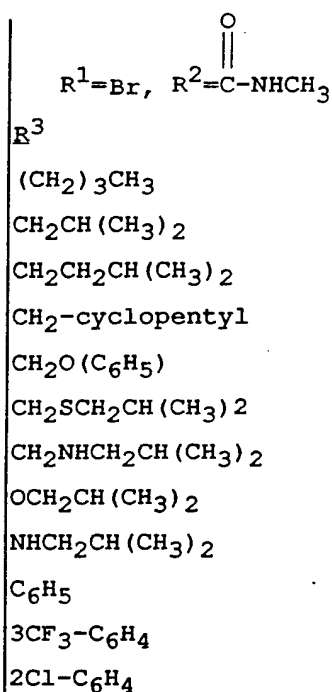 O
||
R¹=Br, R²=C-NHCH₃
R³
(CH₂)₃CH₃
CH₂CH(CH₃)₂
CH₂CH₂CH(CH₃)₂
CH₂-cyclopentyl
CH₂O(C₆H₅)
CH₂SCH₂CH(CH₃)2
CH₂NHCH₂CH(CH₃)₂
OCH₂CH(CH₃)₂
NHCH₂CH(CH₃)₂
C₆H₅
3CF₃-C₆H₄
2Cl-C₆H₄